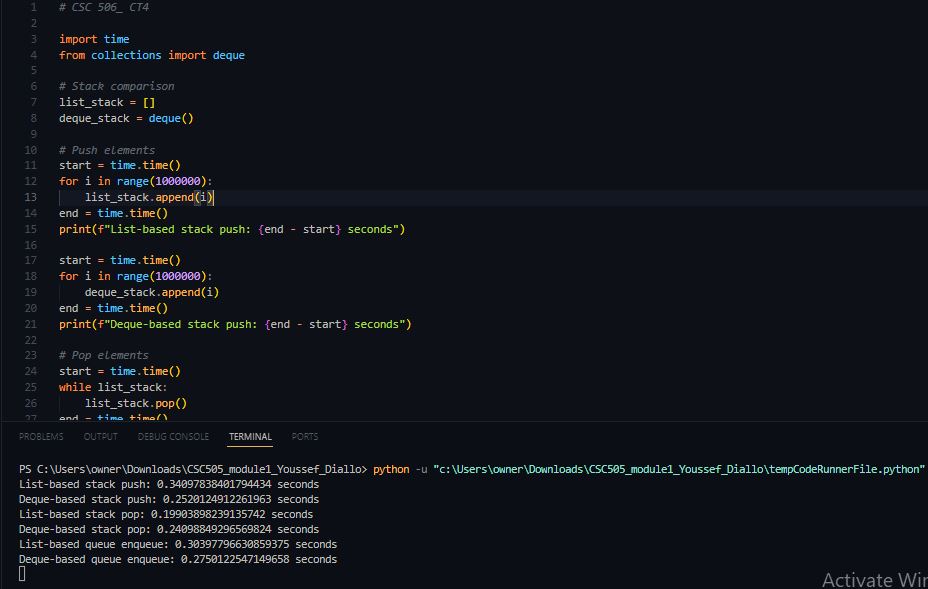 1 # CSC 506_ CT4
2
3 import time
4 from collections import deque
5
6 # Stack comparison
7 list_stack = []
8 deque_stack = deque()
9
10 # Push elements
11 start = time.time()
12 for i in range(1000000):
13     list_stack.append(i)
14 end = time.time()
15 print(f"List-based stack push: {end - start} seconds")
16
17 start = time.time()
18 for i in range(1000000):
19     deque_stack.append(i)
20 end = time.time()
21 print(f"Deque-based stack push: {end - start} seconds")
22
23 # Pop elements
24 start = time.time()
25 while list_stack:
26     list_stack.pop()
27 end = time.time()
PROBLEMS OUTPUT DEBUG CONSOLE TERMINAL PORTS
PS C:\Users\owner\Downloads\CSC505_module1_Youssef_Diallo> python -u "c:\Users\owner\Downloads\CSC505_module1_Youssef_Diallo\tempCodeRunnerFile.python"
List-based stack push: 0.34097838401794434 seconds
Deque-based stack push: 0.2520124912261963 seconds
List-based stack pop: 0.19903898239135742 seconds
Deque-based stack pop: 0.24098849296569824 seconds
List-based queue enqueue: 0.30397796630859375 seconds
Deque-based queue enqueue: 0.2750122547149658 seconds
Activate Win